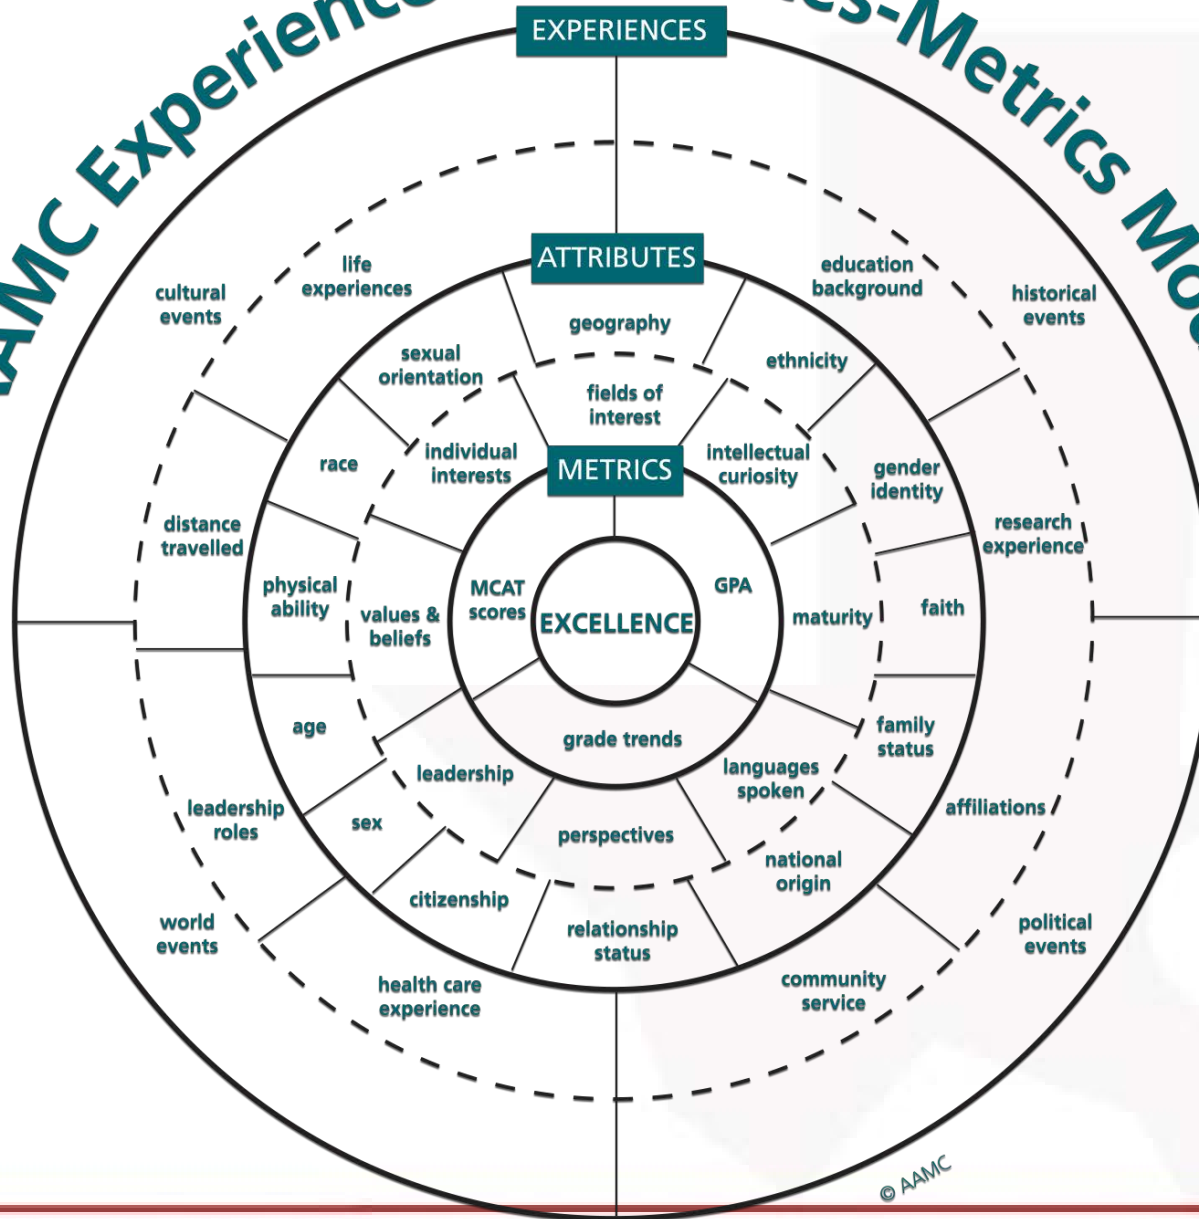 AAMC Experienc
es-Metrics Mo
EXPERIENCES
ATTRIBUTES
METRICS
EXCELLENCE
cultural
events
historical
events
world
events
political
events
life
experiences
education
background
distance
travelled
research
experience
leadership
roles
affiliations
health care
experience
community
service
geography
sexual
orientation
ethnicity
race
gender
identity
physical
ability
faith
age
family
status
sex
national
origin
citizenship
relationship
status
fields of
interest
individual
interests
intellectual
curiosity
values &
beliefs
maturity
leadership
languages
spoken
perspectives
MCAT
scores
GPA
grade trends
© AAMC